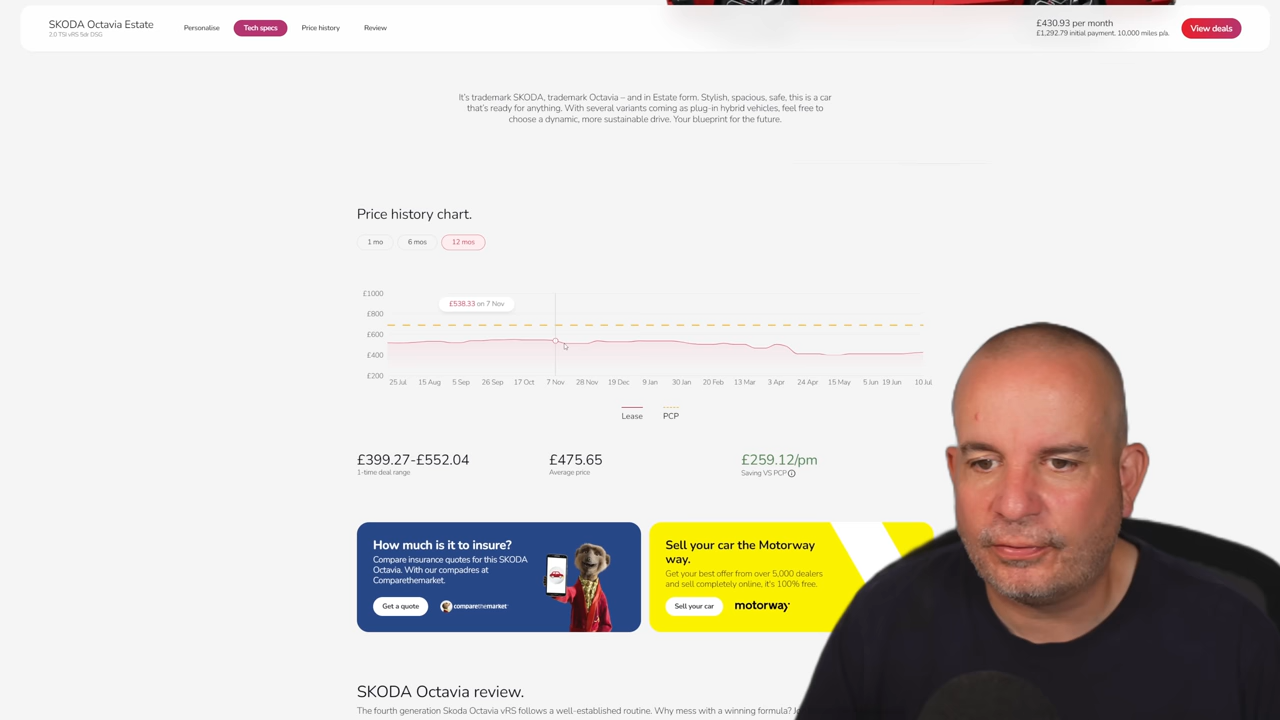 SKODA Octavia Estate
2.0 TSI vRS 5dr DSG
Personalise
Tech specs
Price history
Review
£430.93 per month
£1,292.79 initial payment. 10,000 miles p/a.
View deals
It's trademark SKODA, trademark Octavia – and in Estate form. Stylish, spacious, safe, this is a car
that's ready for anything. With several variants coming as plug-in hybrid vehicles, feel free to
choose a dynamic, more sustainable drive. Your blueprint for the future.
Price history chart.
1 mo
6 mos
12 mos
£1000
£800
£600
£400
£200
£538.33 on 7 Nov
25 Jul
15 Aug
5 Sep
26 Sep
17 Oct
7 Nov
28 Nov
19 Dec
9 Jan
30 Jan
20 Feb
13 Mar
3 Apr
24 Apr
15 May
5 Jun
19 Jun
10 Jul
Lease
PCP
£399.27-£552.04
1-time deal range
£475.65
Average price
£259.12/pm
Saving VS PCP
How much is it to insure?
Compare insurance quotes for this SKODA
Octavia. With our compadres at
Comparethemarket.
Get a quote
comparethemarket
Sell your car the Motorway
way.
Get your best offer from over 5,000 dealers
and sell completely online, it's 100% free.
Sell your car
motorway
SKODA Octavia review.
The fourth generation Skoda Octavia vRS follows a well-established routine. Why mess with a winning formula?